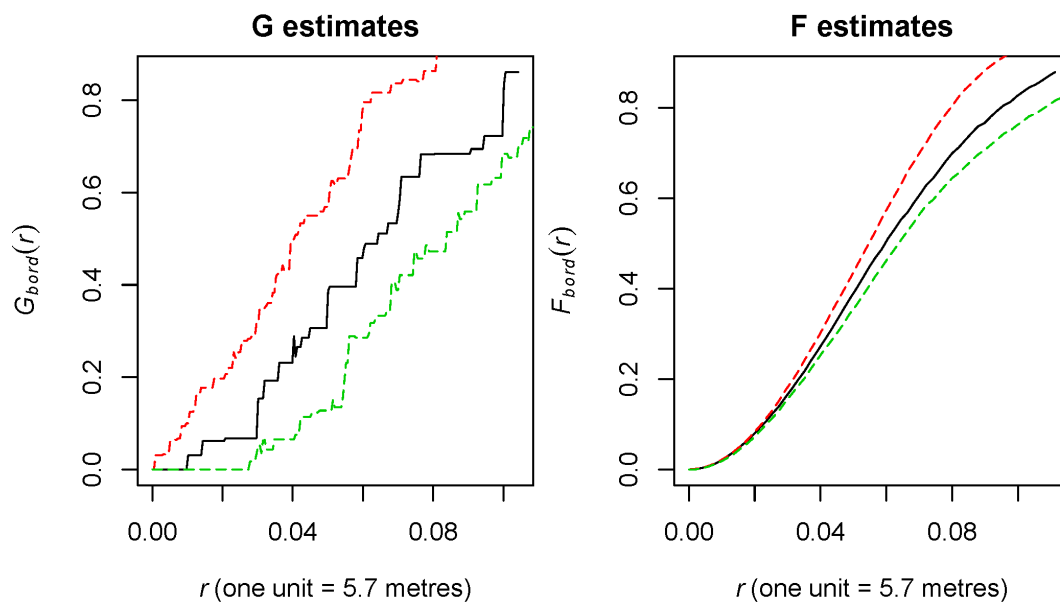 G estimates
G_bord(r)
0.0
0.2
0.4
0.6
0.8
0.00
0.04
0.08
r (one unit = 5.7 metres)
F estimates
F_bord(r)
0.0
0.2
0.4
0.6
0.8
0.00
0.04
0.08
r (one unit = 5.7 metres)